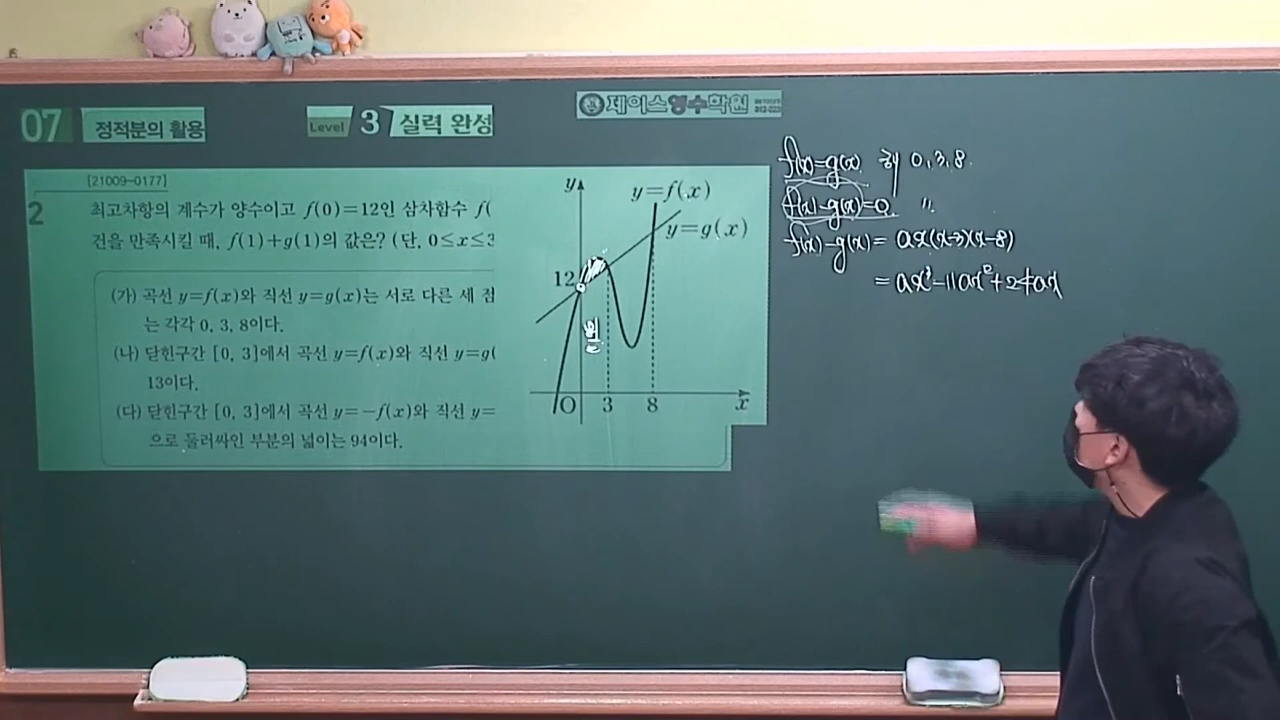 07 정적분의 활용
Level 3 실력 완성
제이스영수학원
[21009-0177]
2 최고차항의 계수가 양수이고 f(0)=12인 삼차함수 f(
건을 만족시킬 때, f(1)+g(1)의 값은? (단, 0≤x≤3
(가) 곡선 y=f(x)와 직선 y=g(x)는 서로 다른 세 점
는 각각 0, 3, 8이다.
(나) 닫힌구간 [0, 3]에서 곡선 y=f(x)와 직선 y=g(
13이다.
(다) 닫힌구간 [0, 3]에서 곡선 y=-f(x)와 직선 y=
으로 둘러싸인 부분의 넓이는 94이다.
y
y=f(x)
y=g(x)
12
O 3 8 x
f(x)=g(x) 해 0, 3, 8.
f(x)-g(x)=0 〃
f(x)-g(x)= ax(x-3)(x-8)
= ax³-11ax²+24ax